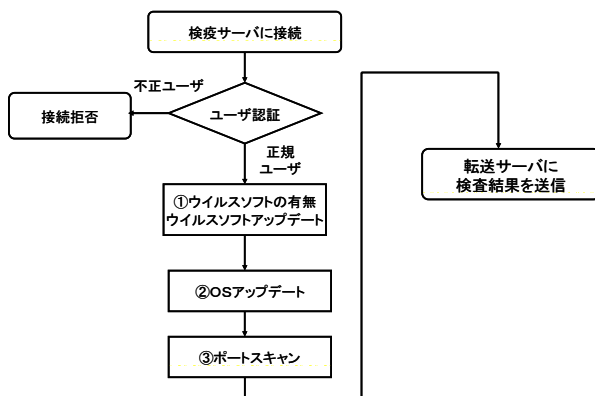 検疫サーバに接続
不正ユーザ
接続拒否
ユーザ認証
正規
ユーザ
①ウイルスソフトの有無
ウイルスソフトアップデート
②OSアップデート
③ポートスキャン
転送サーバに
検査結果を送信